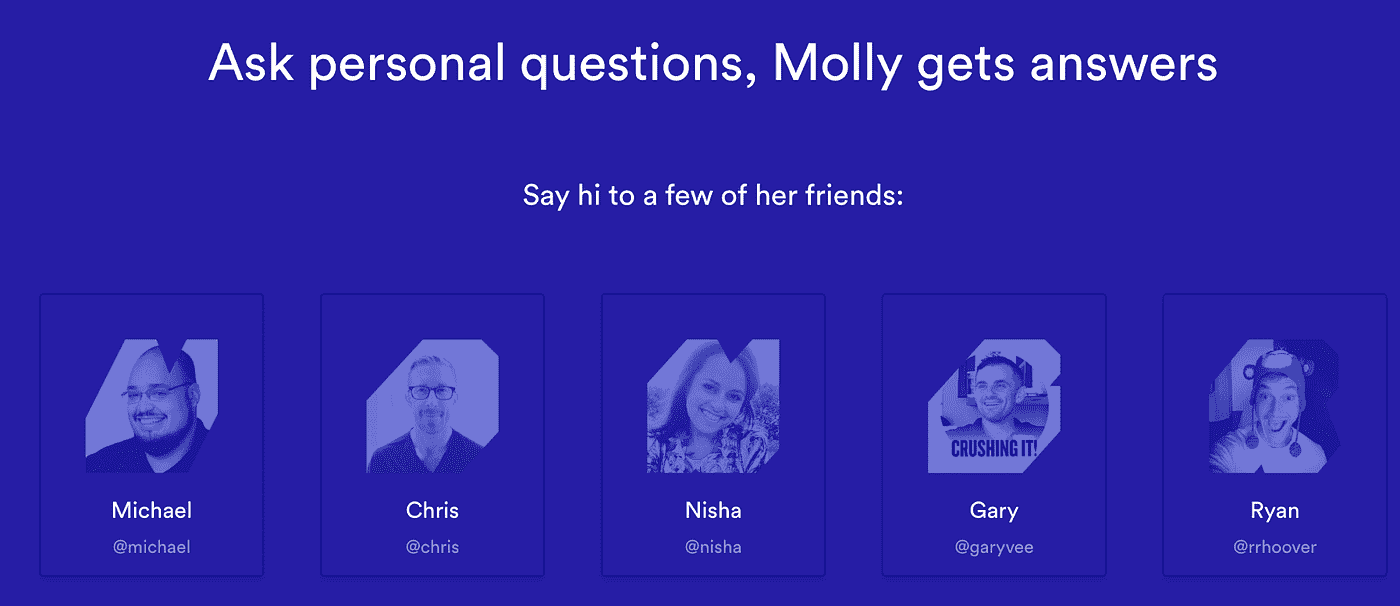 Ask personal questions, Molly gets answers
Say hi to a few of her friends:
CRUSHING IT!
Michael
Chris
Nisha
Gary
Ryan
@michael
@chris
@nisha
@garyvee
@rrhoover